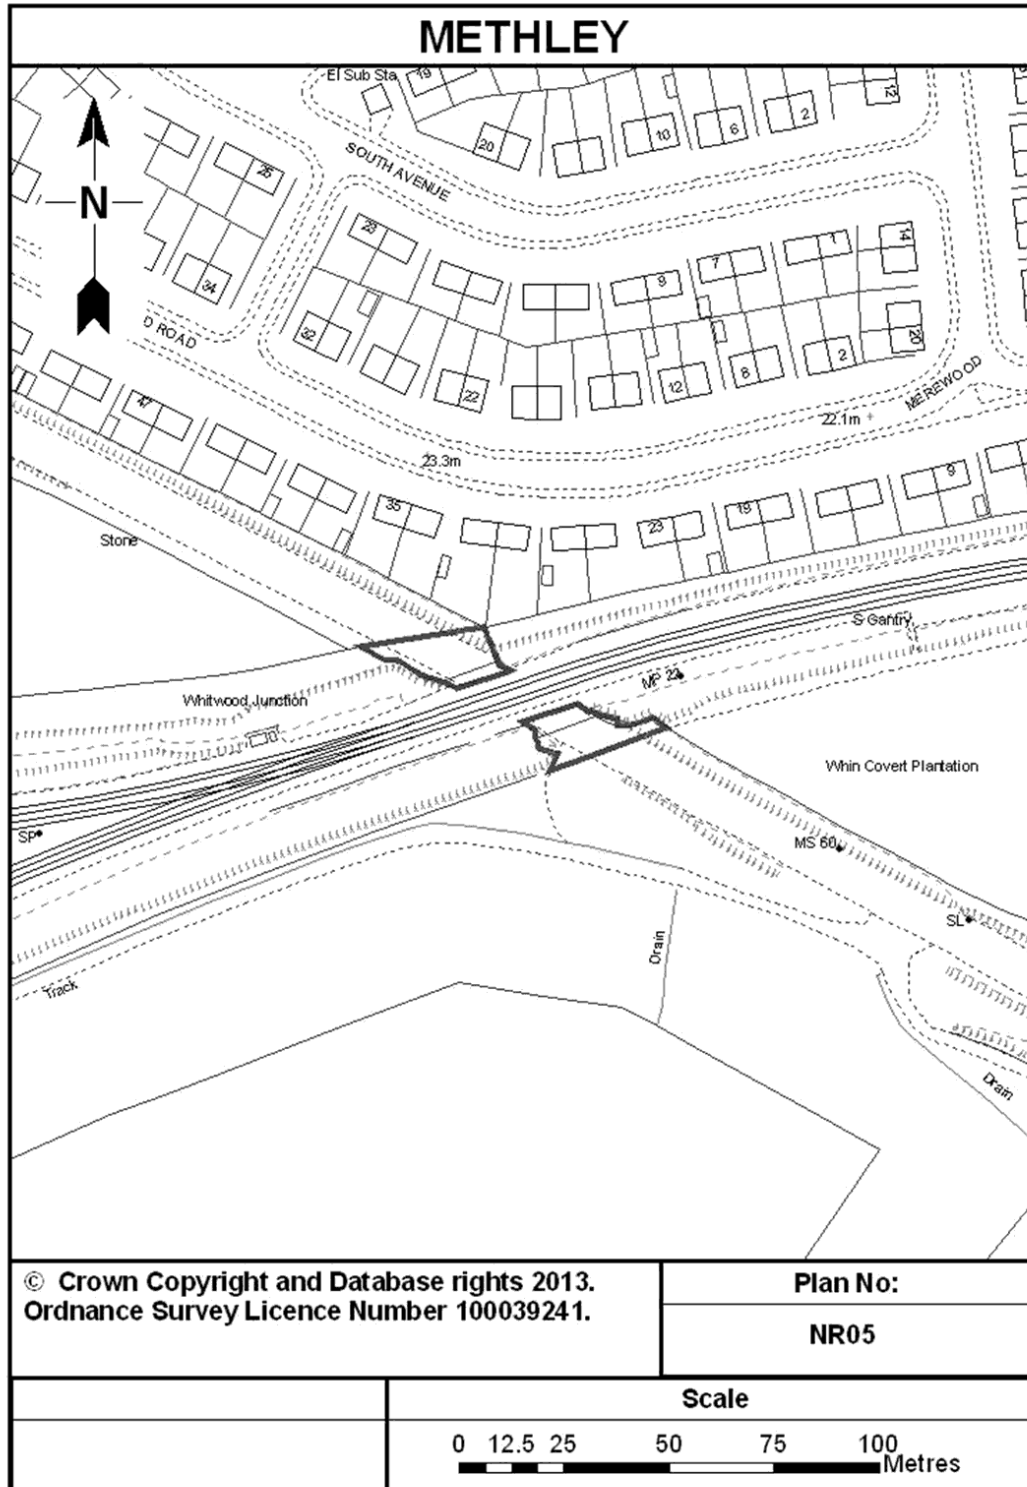 METHLEY
El Sub Sta
19
12
20
10
6
2
SOUTH AVENUE
25
N
34
23
9
7
1
14
D ROAD
32
22
12
8
2
20
MEREWOOD
22.1m +
47
23.3m
35
23
19
9
Stone
S Gantry
MP 22
Whitwood Junction
Whin Covert Plantation
SP
MS 60
SL
Drain
Track
Drain
© Crown Copyright and Database rights 2013.
Ordnance Survey Licence Number 100039241.
Plan No:
NR05
Scale
0 12.5 25 50 75 100
Metres